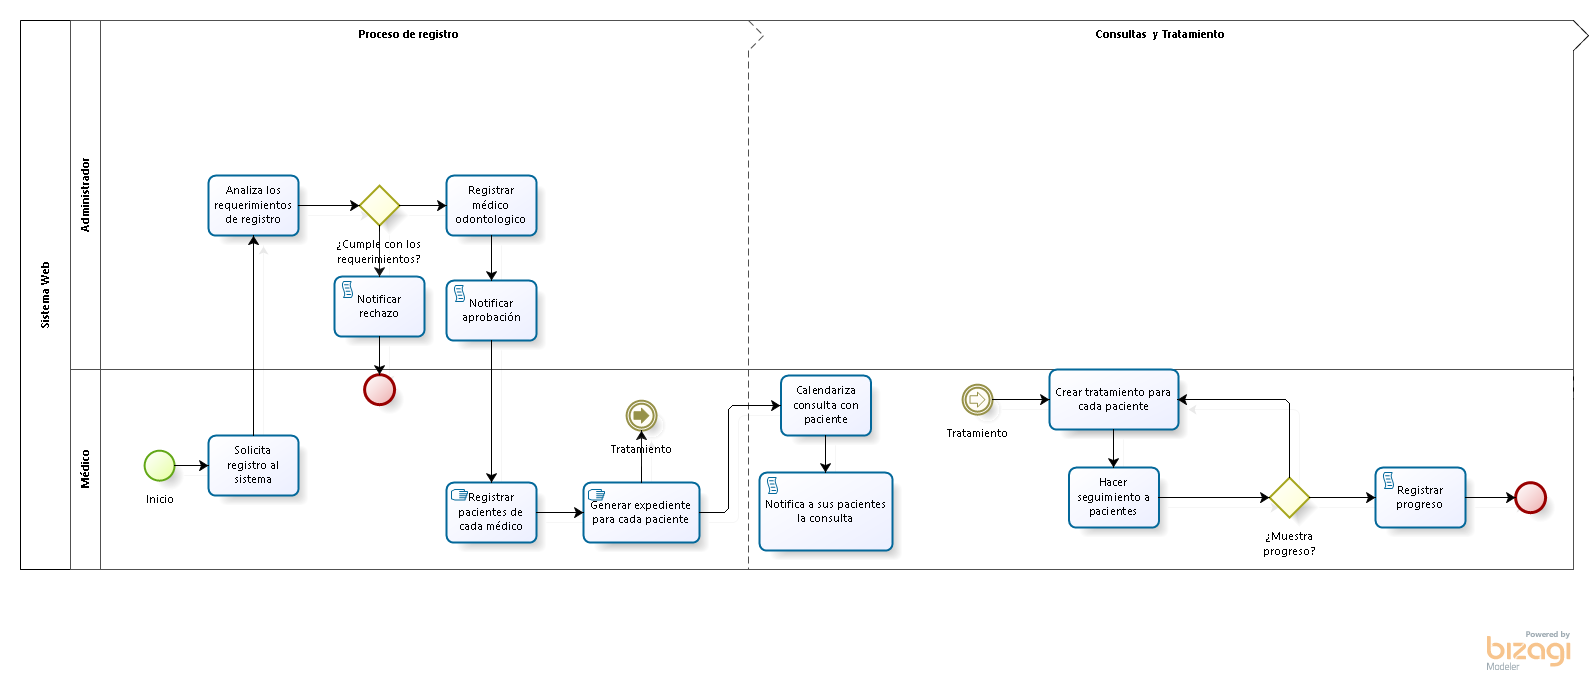 Proceso de registro
Consultas y Tratamiento
Sistema Web
Administrador
Analiza los
requerimientos
de registro
¿Cumple con los
requerimientos?
Registrar
médico
odontologico
Notificar
rechazo
Notificar
aprobación
Médico
Inicio
Solicita
registro al
sistema
Registrar
pacientes de
cada médico
Generar expediente
para cada paciente
Tratamiento
Calendariza
consulta con
paciente
Notifica a sus pacientes
la consulta
Tratamiento
Crear tratamiento para
cada paciente
Hacer
seguimiento a
pacientes
¿Muestra
progreso?
Registrar
progreso
Powered by
bizagi
Modeler